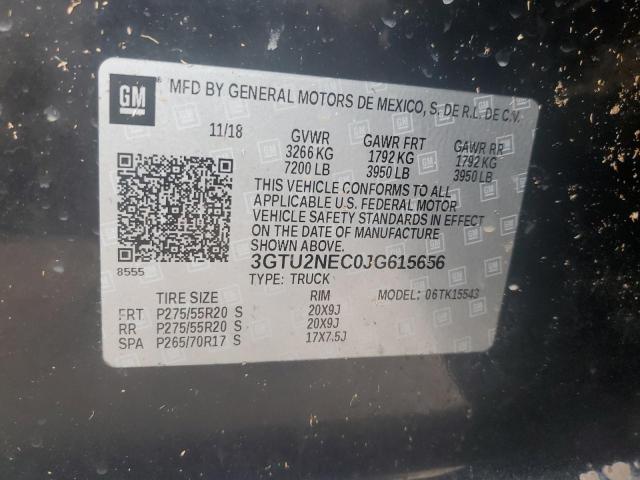 GM MFD BY GENERAL MOTORS DE MEXICO, S. DE R.L. DE C.V.
11/18 GVWR GAWR FRT GAWR RR
3266 KG 1792 KG 1792 KG
7200 LB 3950 LB 3950 LB
THIS VEHICLE CONFORMS TO ALL
APPLICABLE U.S. FEDERAL MOTOR
VEHICLE SAFETY STANDARDS IN EFFECT
ON THE DATE OF MANUFACTURE
SHOWN ABOVE.
3GTU2NEC0JG615656
8555 TYPE: TRUCK
TIRE SIZE RIM MODEL: 06TK15543
FRT P275/55R20 S 20X9J
RR P275/55R20 S 20X9J
SPA P265/70R17 S 17X7.5J